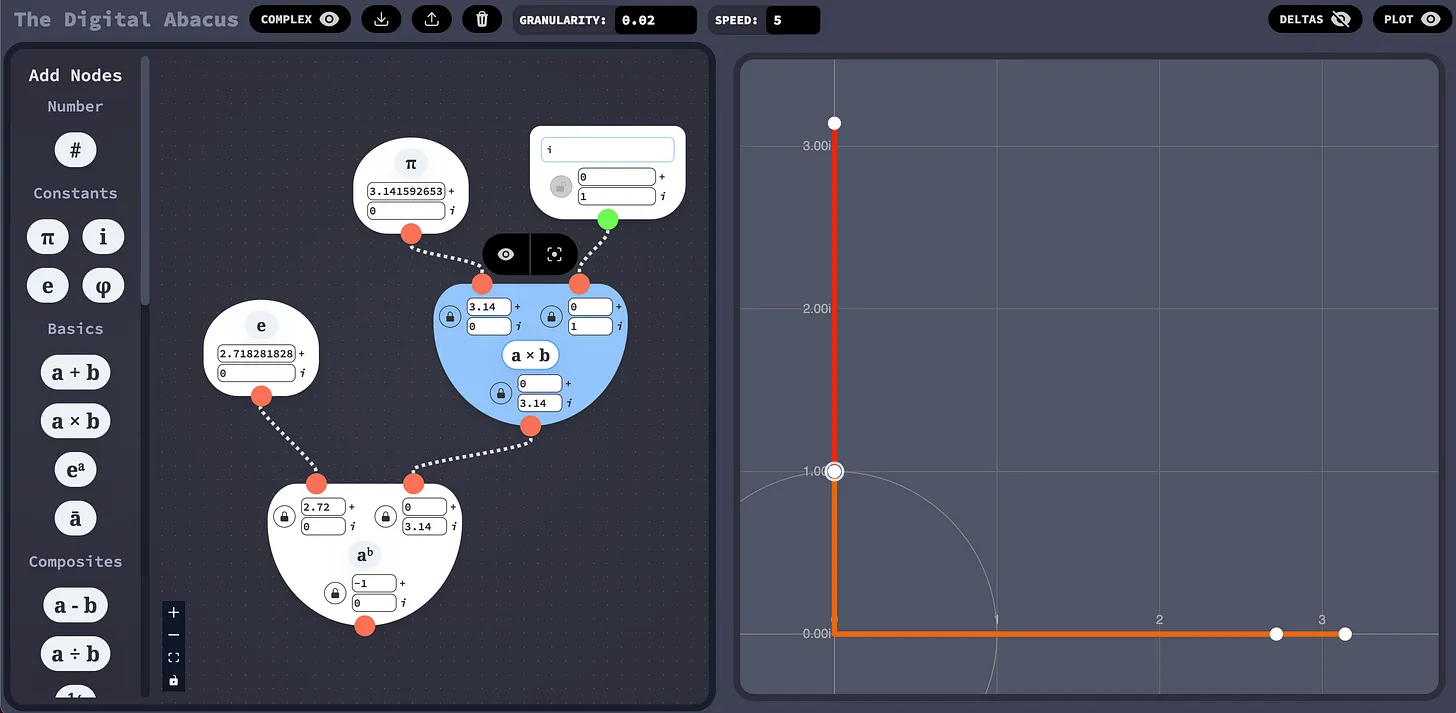 The Digital Abacus
COMPLEX
GRANULARITY: 0.02
SPEED: 5
DELTAS
PLOT
Add Nodes
Number
#
Constants
π i
e φ
Basics
a + b
a × b
eᵃ
ā
Composites
a - b
a ÷ b
π
3.141592653 +
0 i
i
0 +
1 i
3.14 + 0 +
0 i 1 i
a × b
0 +
3.14 i
e
2.718281828 +
0 i
2.72 + 0 +
0 i 3.14 i
aᵇ
-1 +
0 i
3.00i
2.00i
1.00
0.00i
1 2 3